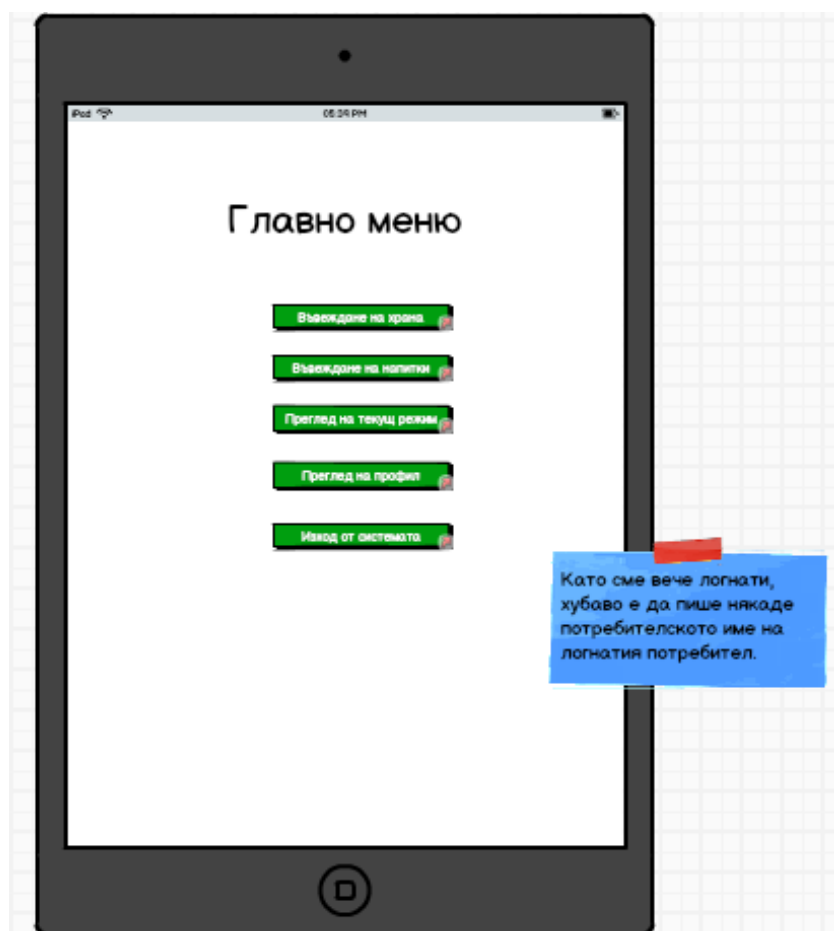 iPad 05:39 PM
Главно меню
Въвеждане на храна
Въвеждане на напитки
Преглед на текущ режим
Преглед на профил
Изход от системата
Като сме вече логнати,
хубаво е да пише някаде
потребителското име на
логнатия потребител.